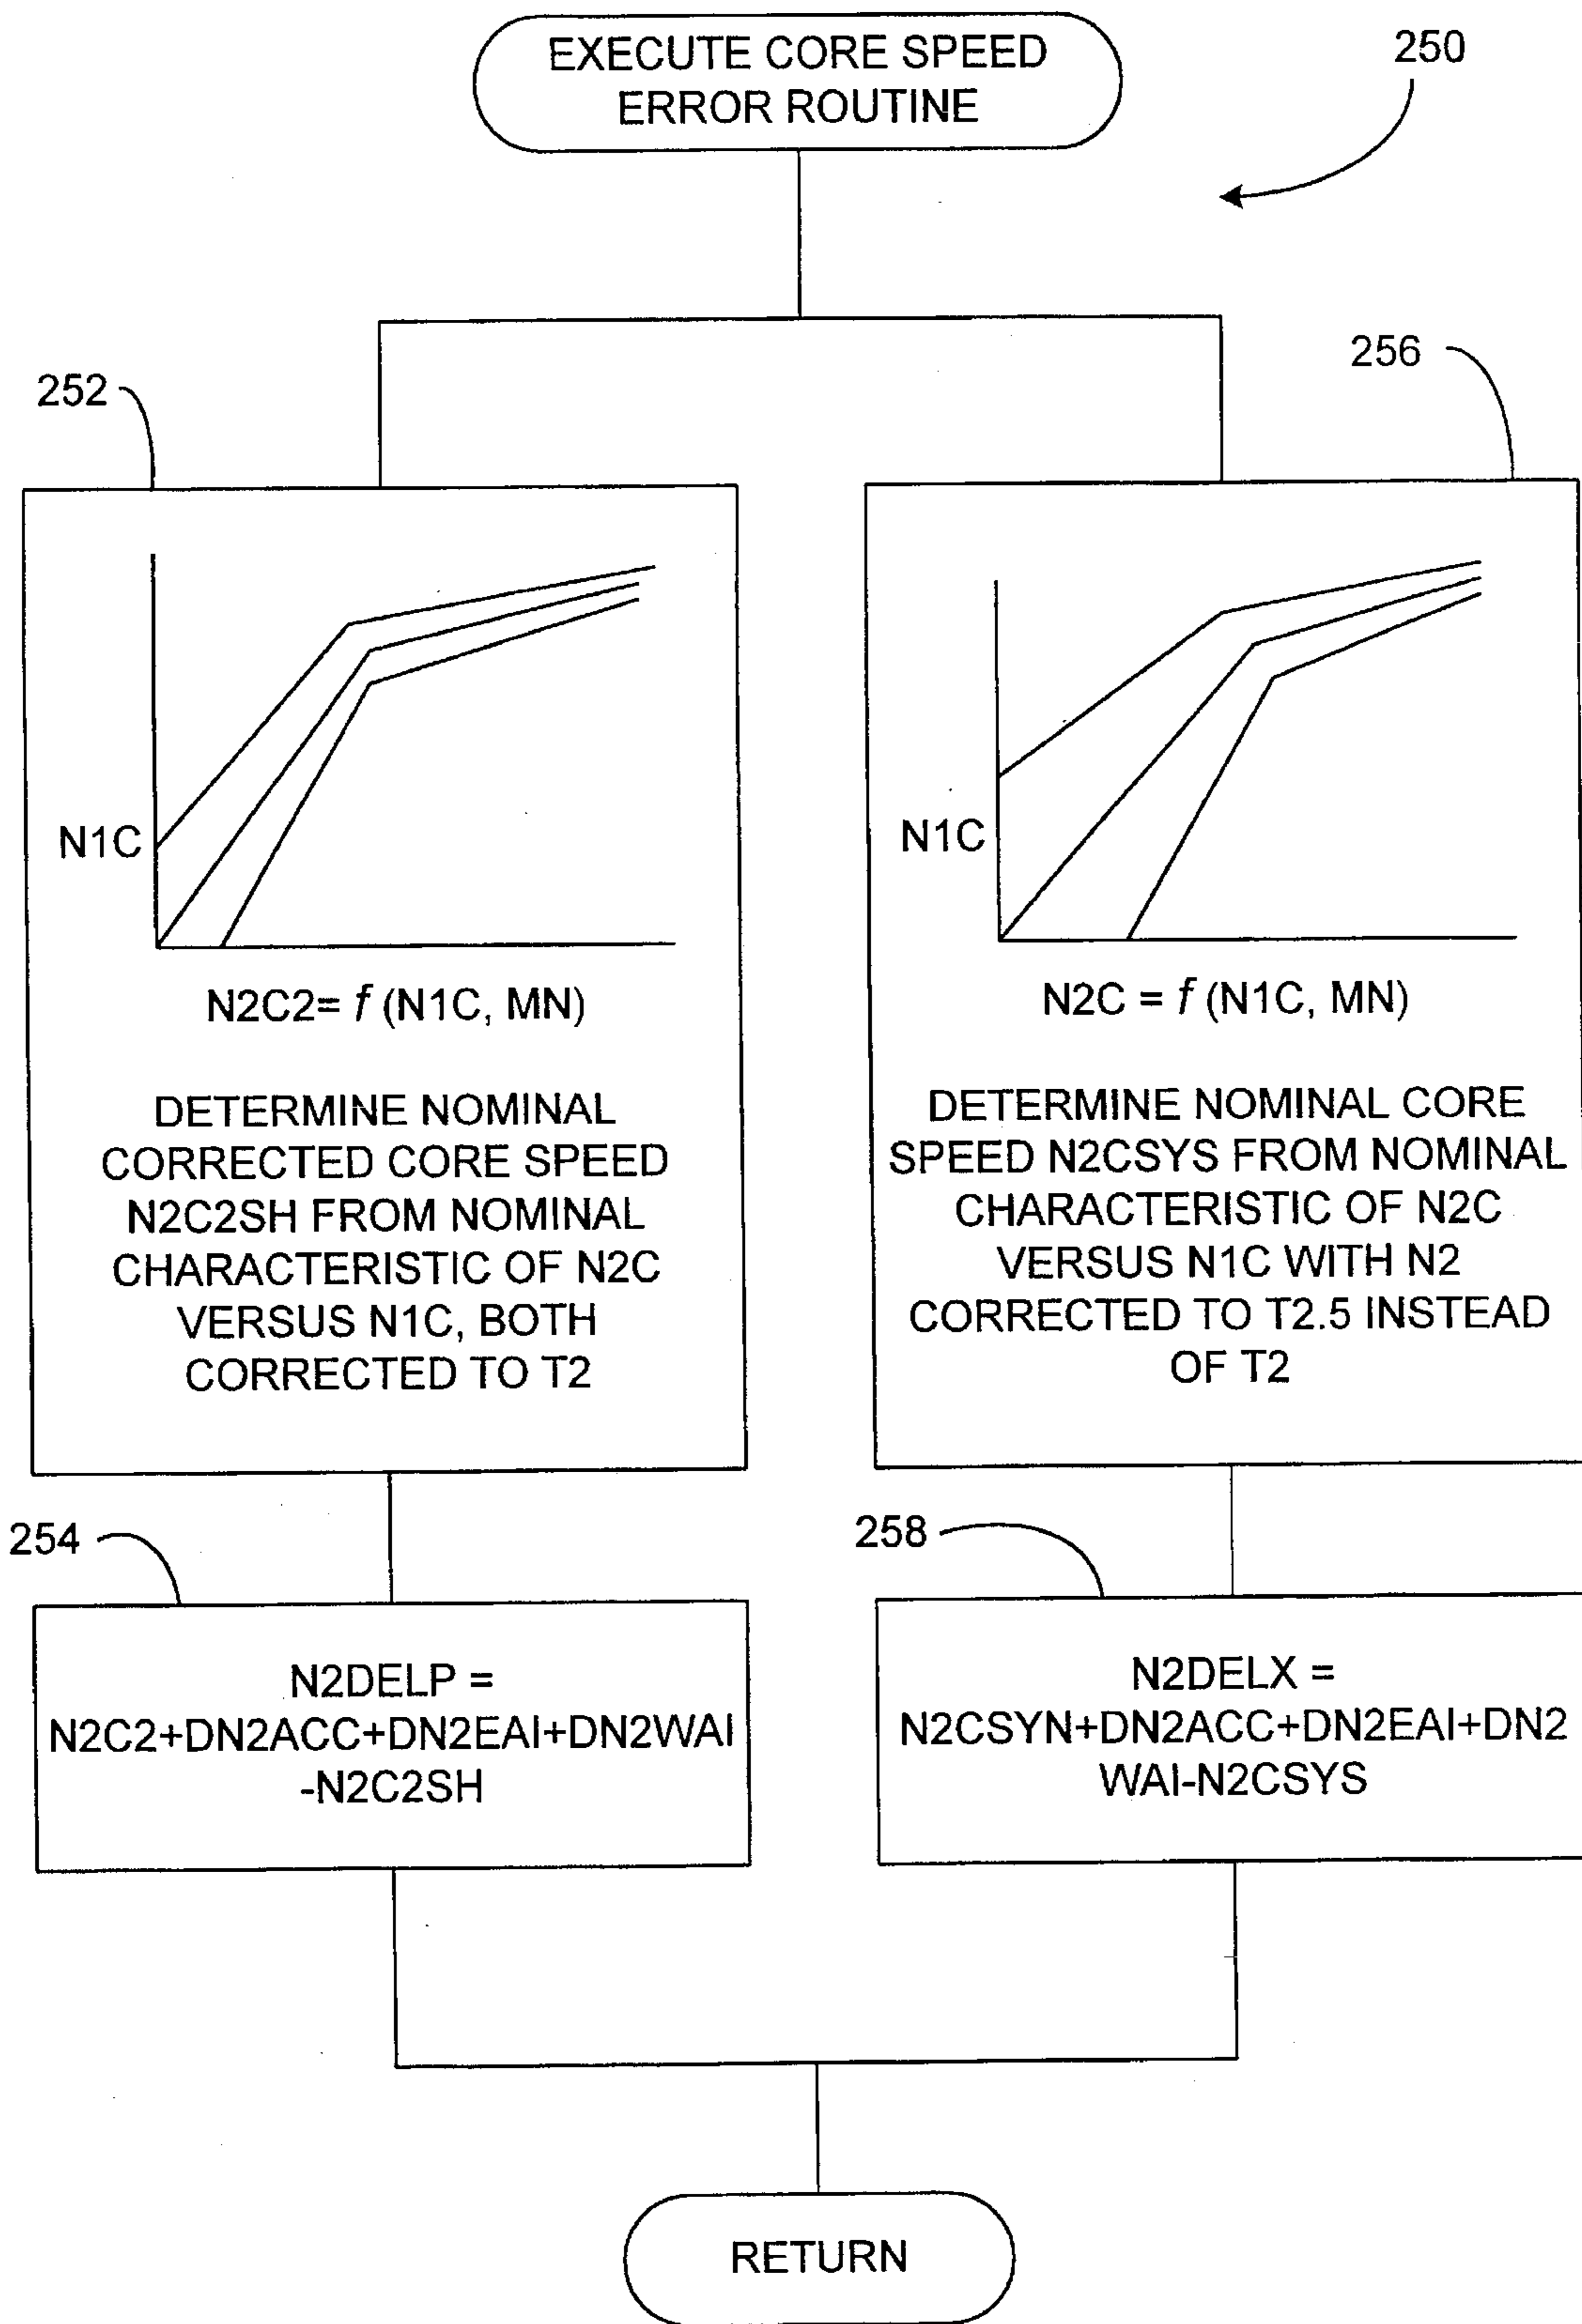 EXECUTE CORE SPEED
ERROR ROUTINE
250
252
N1C
N2C2= f (N1C, MN)
DETERMINE NOMINAL
CORRECTED CORE SPEED
N2C2SH FROM NOMINAL
CHARACTERISTIC OF N2C
VERSUS N1C, BOTH
CORRECTED TO T2
256
N1C
N2C = f (N1C, MN)
DETERMINE NOMINAL CORE
SPEED N2CSYS FROM NOMINAL
CHARACTERISTIC OF N2C
VERSUS N1C WITH N2
CORRECTED TO T2.5 INSTEAD
OF T2
254
N2DELP =
N2C2+DN2ACC+DN2EAI+DN2WAI
-N2C2SH
258
N2DELX =
N2CSYN+DN2ACC+DN2EAI+DN2
WAI-N2CSYS
RETURN